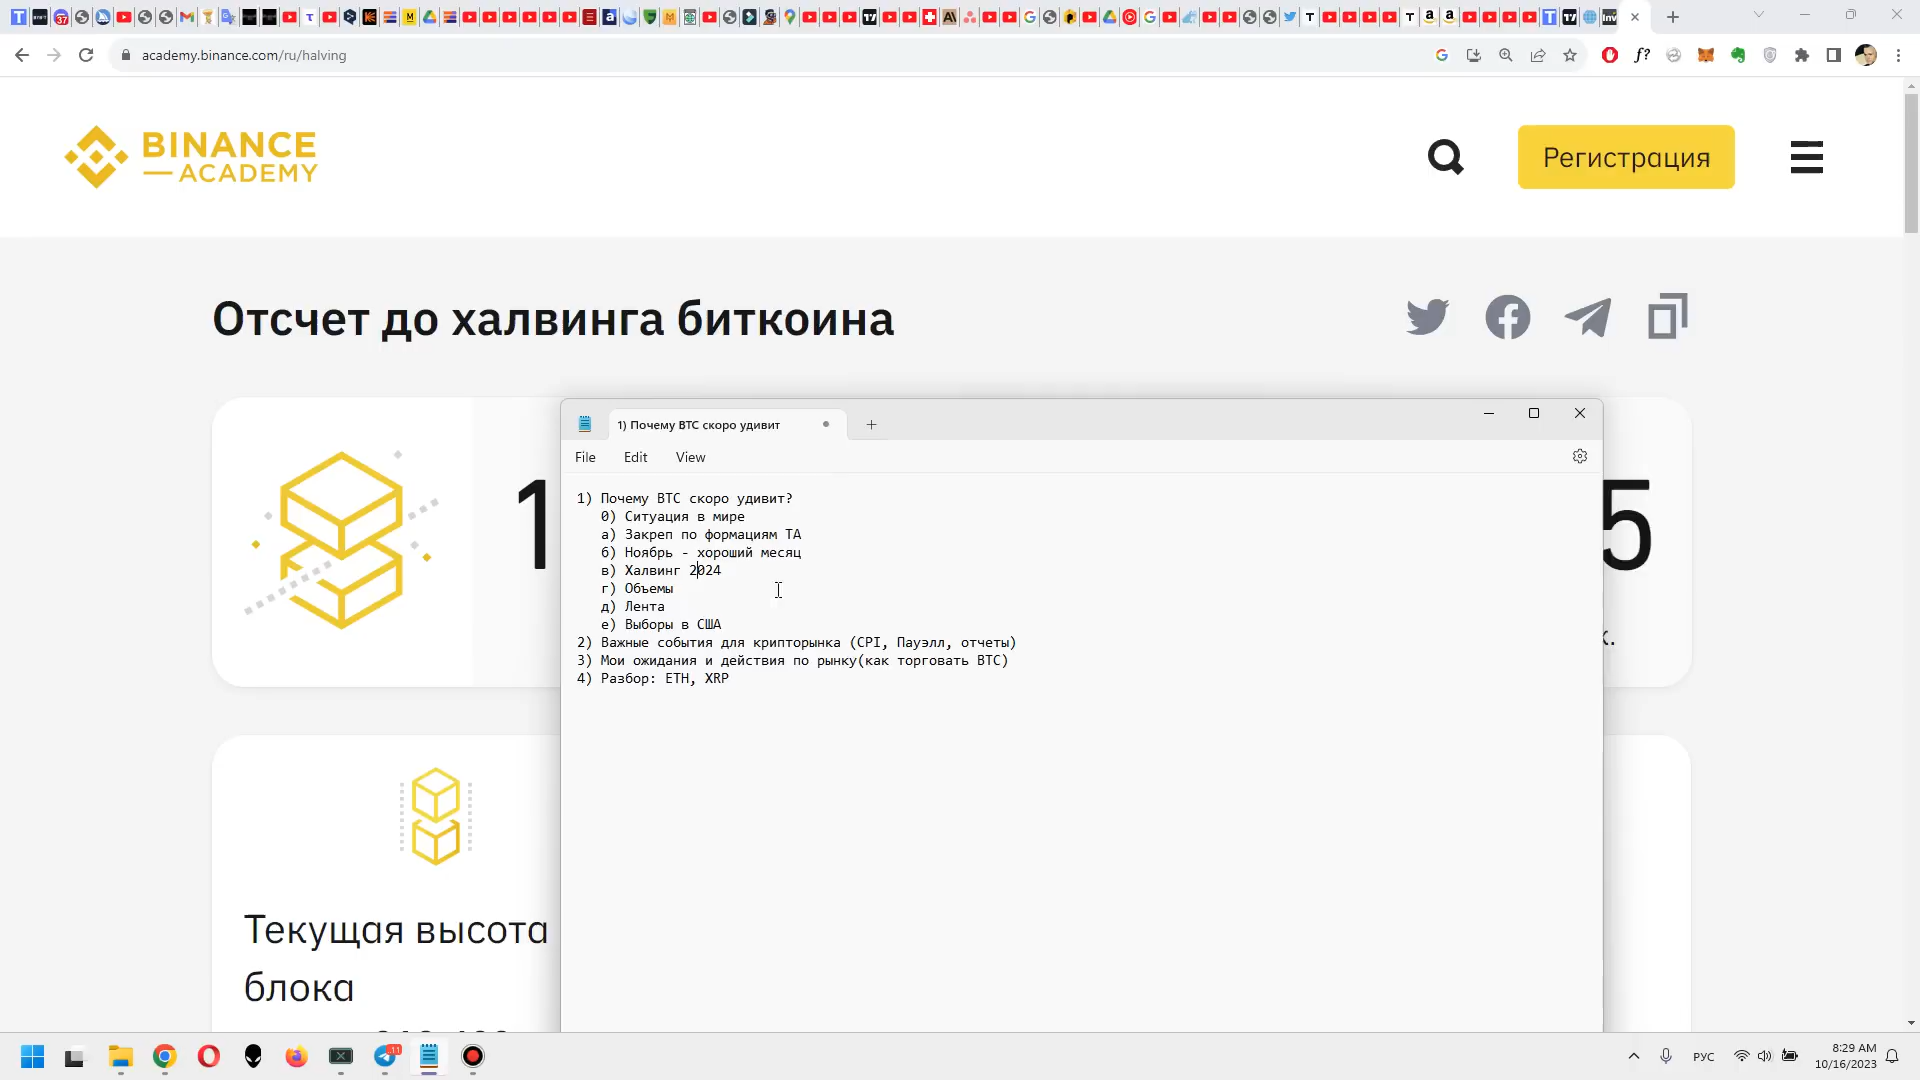 academy.binance.com/ru/halving
BINANCE
ACADEMY
Регистрация
Отсчет до халвинга биткоина
1) Почему BTC скоро удивит
File Edit View
1) Почему BTC скоро удивит?
0) Ситуация в мире
а) Закреп по формациям ТА
б) Ноябрь - хороший месяц
в) Халвинг 2024
г) Объемы
д) Лента
е) Выборы в США
2) Важные события для крипторынка (CPI, Пауэлл, отчеты)
3) Мои ожидания и действия по рынку(как торговать BTC)
4) Разбор: ETH, XRP
1
5
к.
Текущая высота
блока
РУС
8:29 AM
10/16/2023